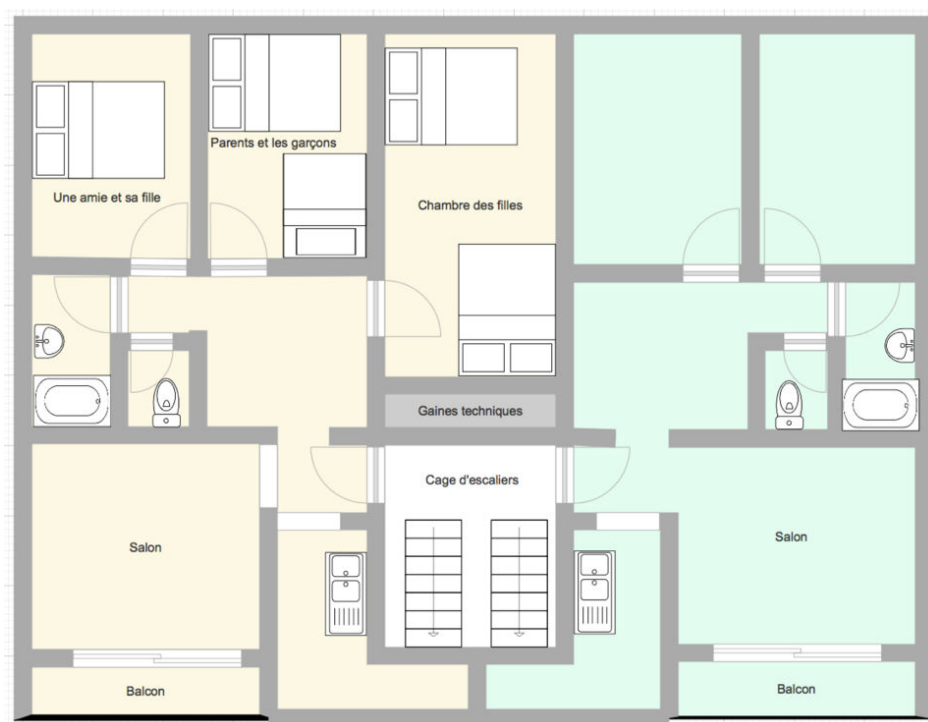 Parents et les garçons
Une amie et sa fille
Chambre des filles
Gaines techniques
Cage d'escaliers
Salon
Salon
Balcon
Balcon